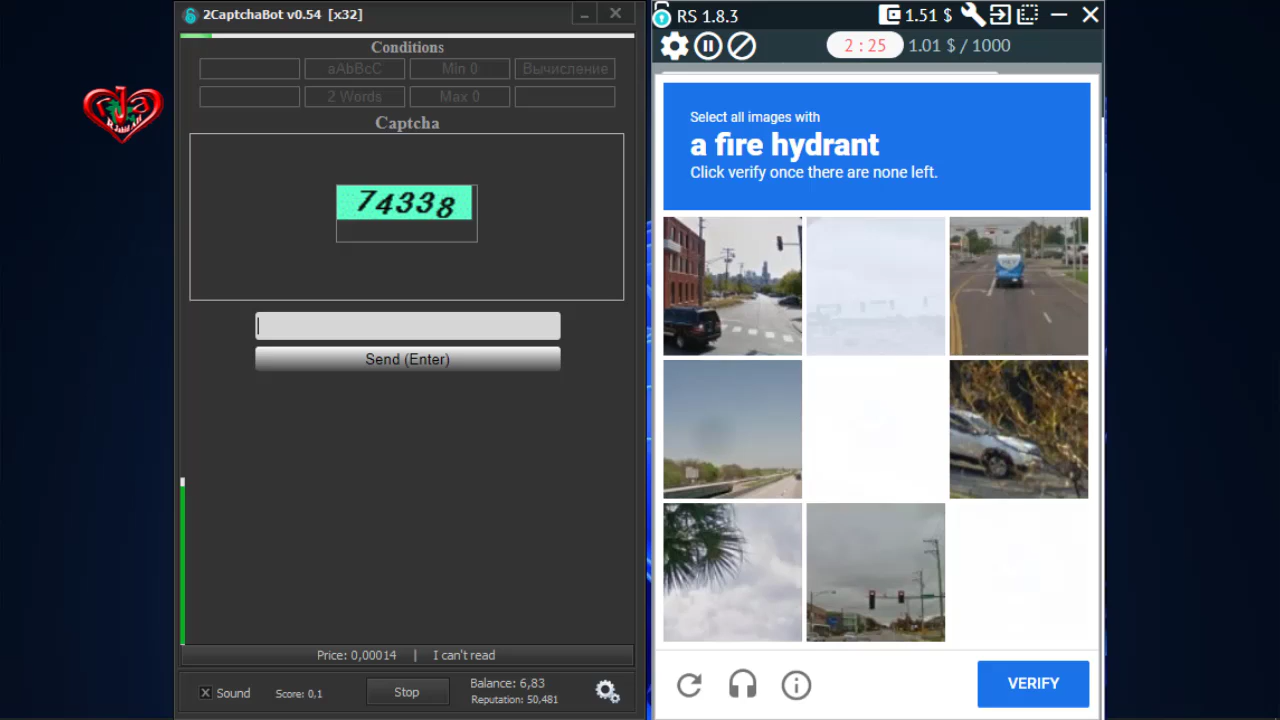 2CaptchaBot v0.54 [x32]
Conditions
aAbBcC
Min 0
Вычисление
2 Words
Max 0
Captcha
74338
Send (Enter)
Price: 0,00014 | I can't read
Sound
Score: 0,1
Stop
Balance: 6,83
Reputation: 50,481
RS 1.8.3
1.51 $
2 : 25
1.01 $ / 1000
Select all images with
a fire hydrant
Click verify once there are none left.
VERIFY